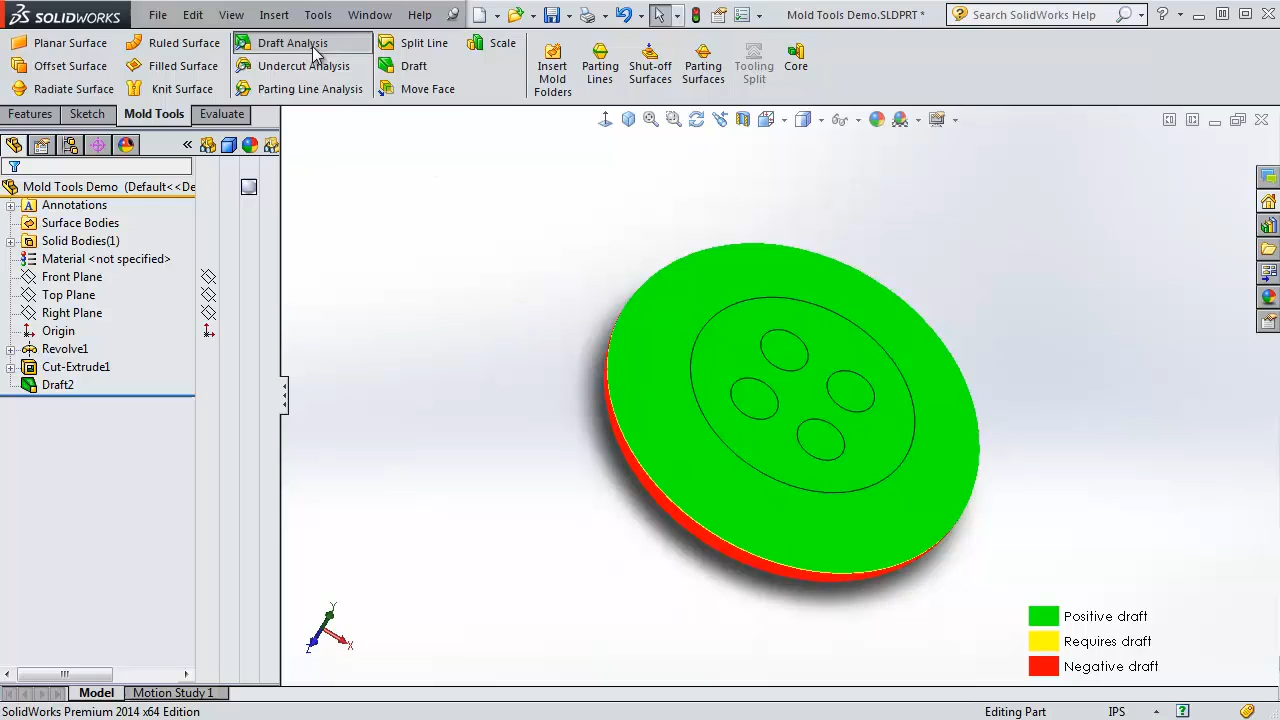 SOLIDWORKS File Edit View Insert Tools Window Help Mold Tools Demo.SLDPRT * Search SolidWorks Help
Planar Surface Ruled Surface Draft Analysis Split Line Scale
Offset Surface Filled Surface Undercut Analysis Draft
Radiate Surface Knit Surface Parting Line Analysis Move Face
Insert Mold Folders
Parting Lines
Shut-off Surfaces
Parting Surfaces
Tooling Split
Core
Features Sketch Mold Tools Evaluate
Mold Tools Demo (Default<<De
Annotations
Surface Bodies
Solid Bodies(1)
Material <not specified>
Front Plane
Top Plane
Right Plane
Origin
Revolve1
Cut-Extrude1
Draft2
Y
X
Z
Positive draft
Requires draft
Negative draft
Model Motion Study 1
SolidWorks Premium 2014 x64 Edition Editing Part IPS